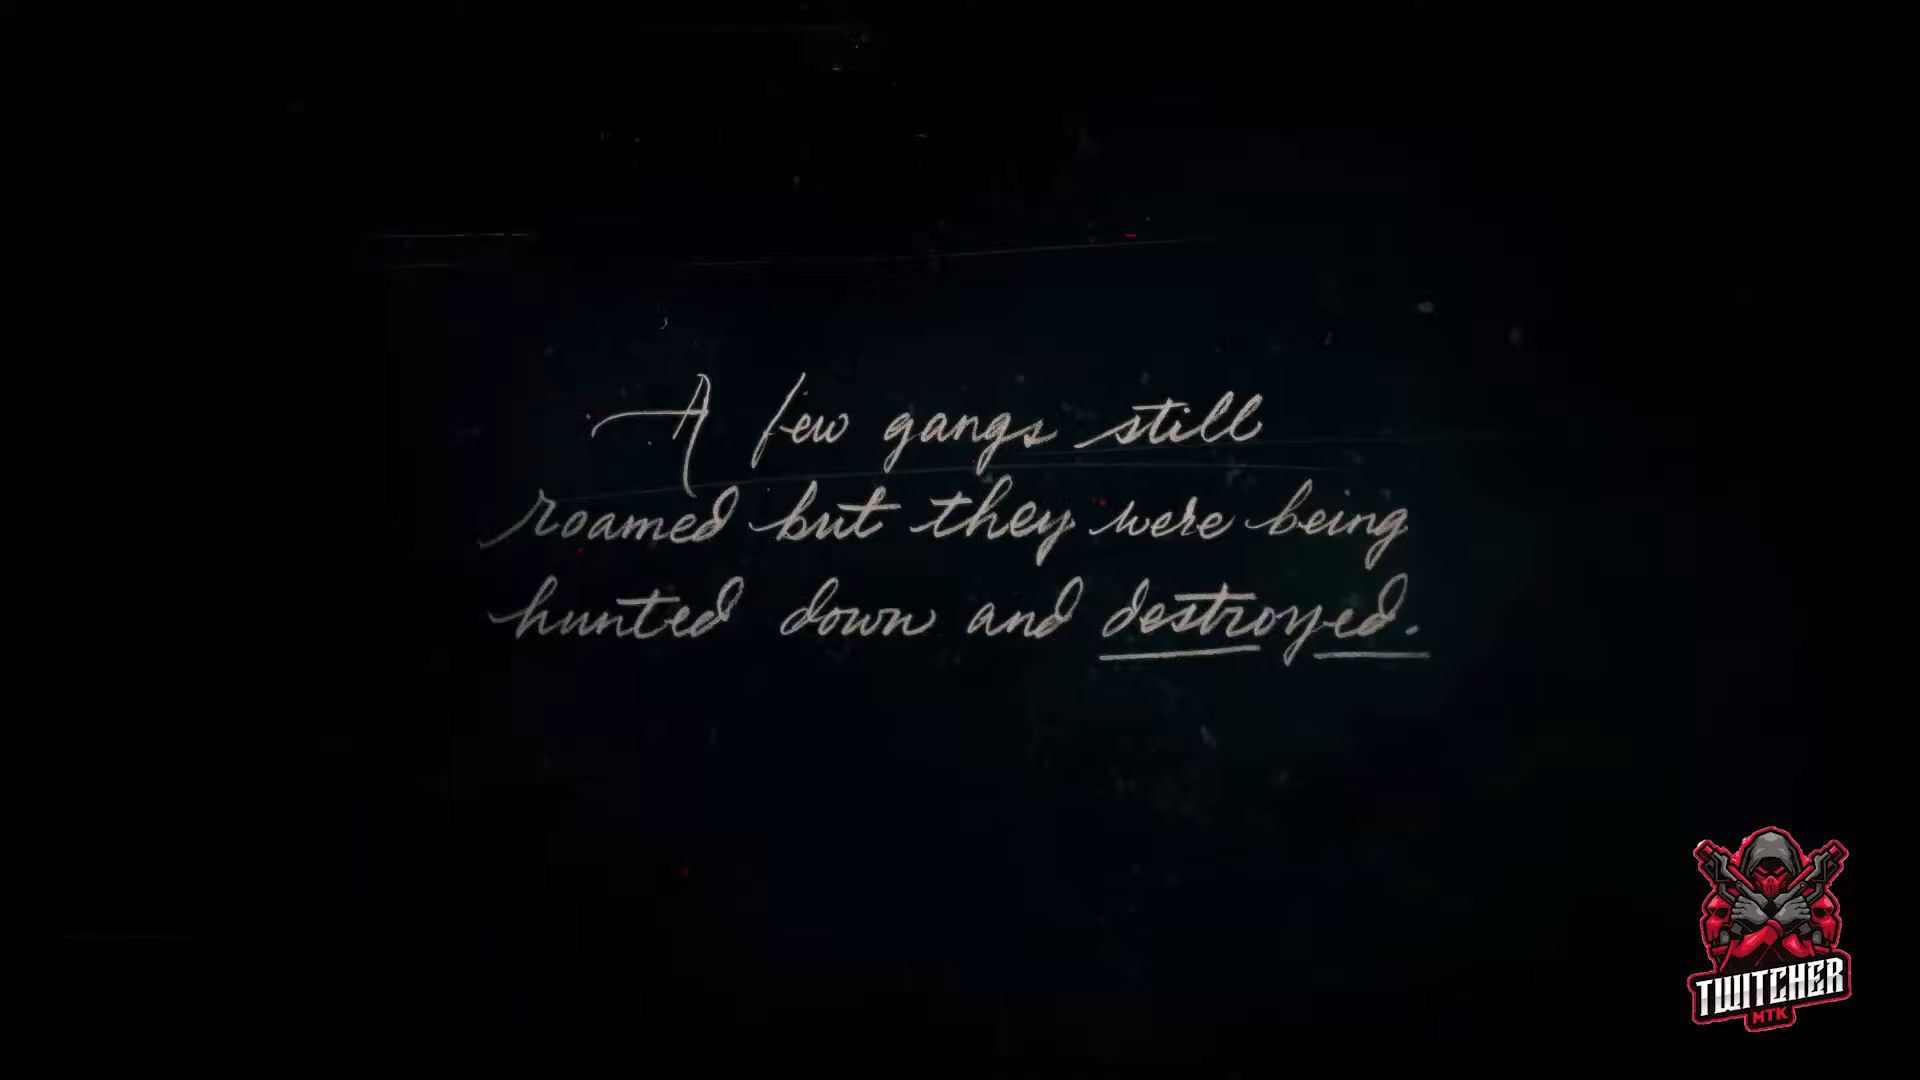 A few gangs still
roamed but they were being
hunted down and destroyed.
TWITCHER
MTK